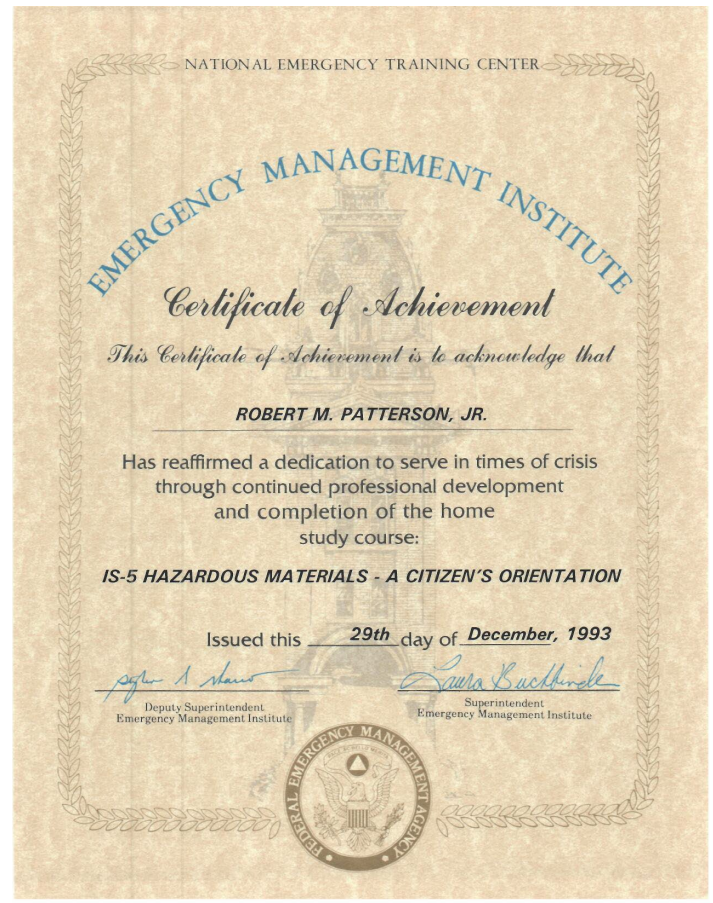 NATIONAL EMERGENCY TRAINING CENTER
EMERGENCY MANAGEMENT INSTITUTE
Certificate of Achievement
This Certificate of Achievement is to acknowledge that
ROBERT M. PATTERSON, JR.
Has reaffirmed a dedication to serve in times of crisis
through continued professional development
and completion of the home
study course:
IS-5 HAZARDOUS MATERIALS - A CITIZEN'S ORIENTATION
Issued this 29th day of December, 1993
Laura Buchbinder
Deputy Superintendent
Emergency Management Institute
Superintendent
Emergency Management Institute
FEDERAL EMERGENCY MANAGEMENT AGENCY